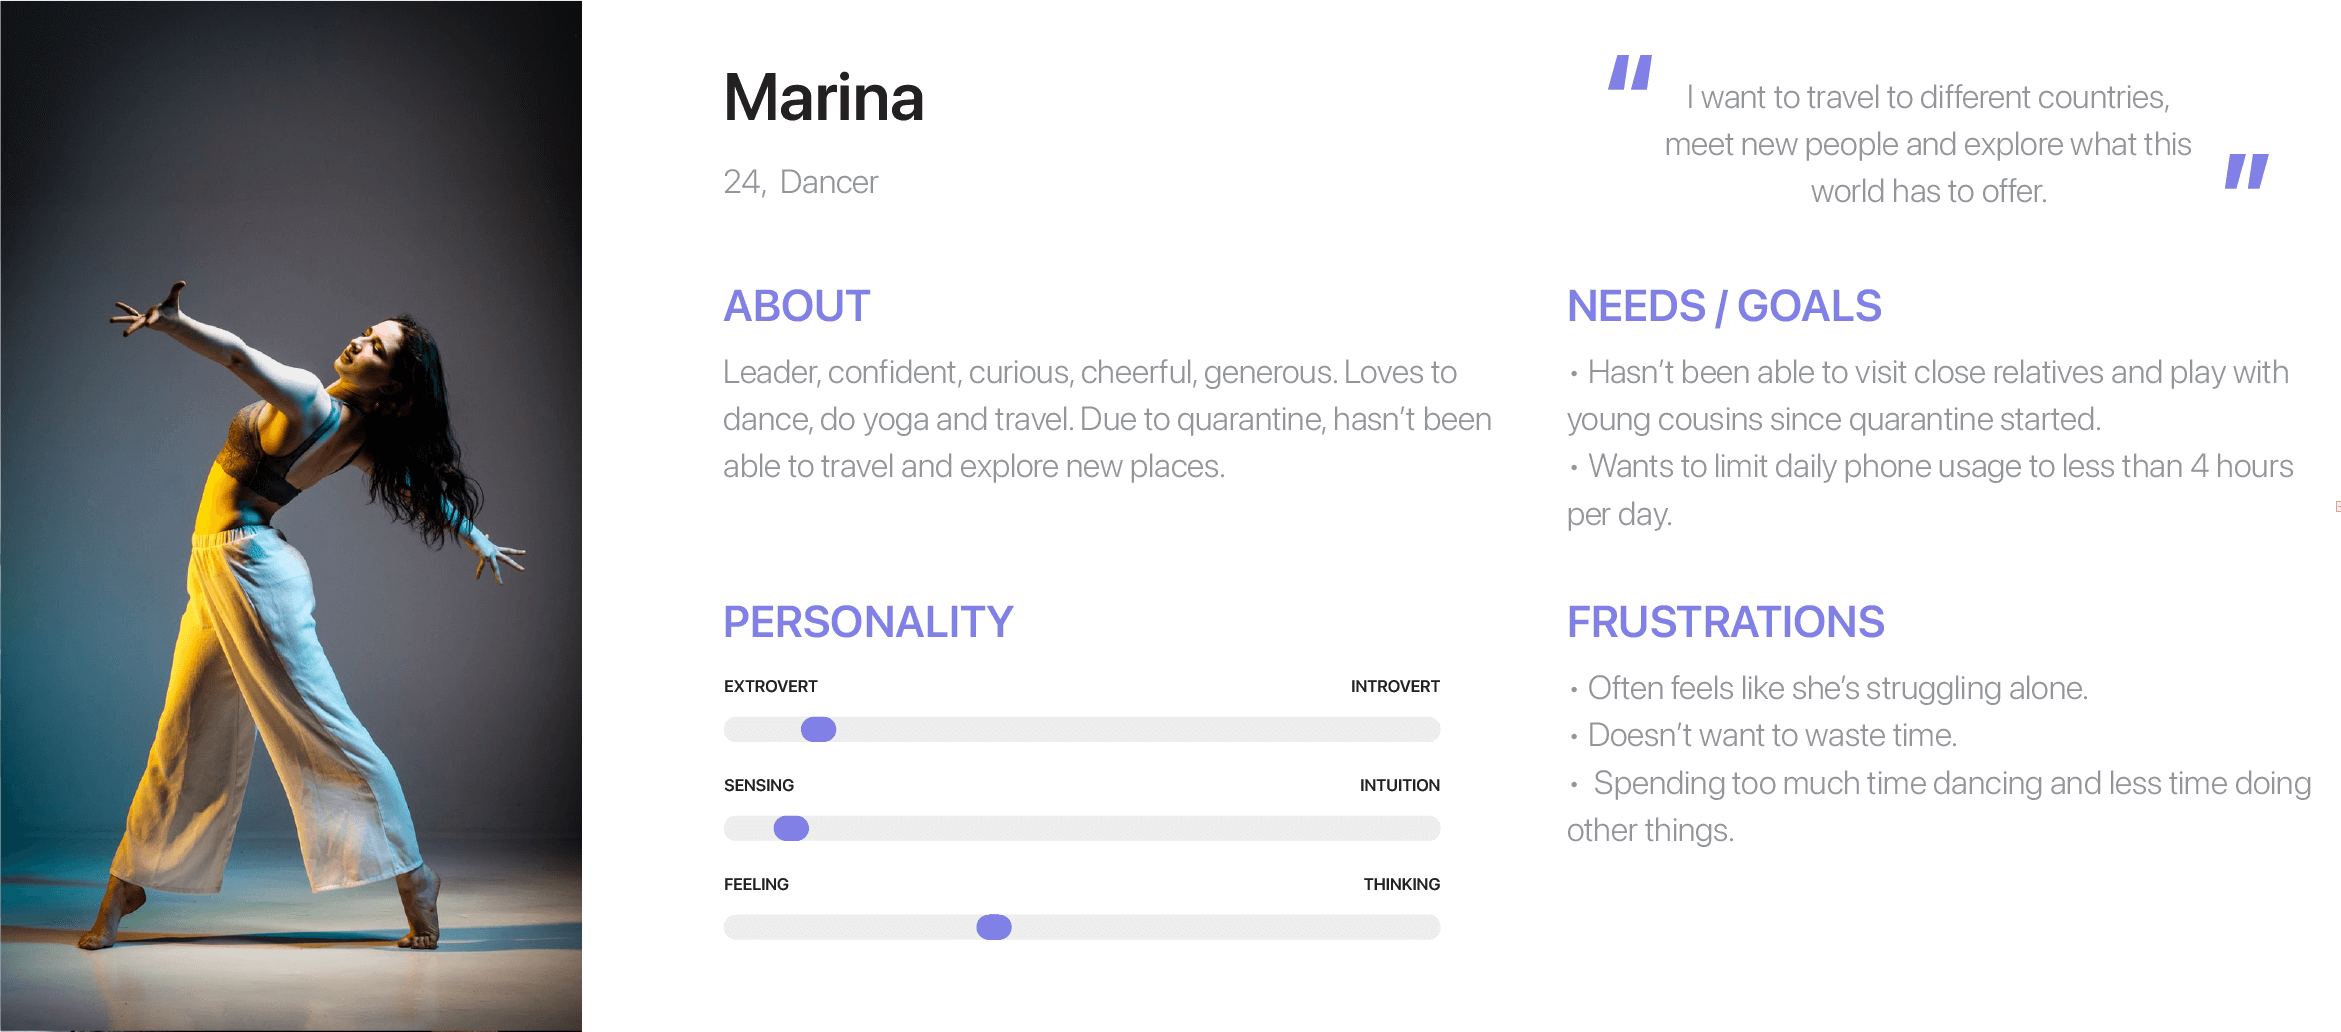 Marina
24, Dancer
"
I want to travel to different countries,
meet new people and explore what this
world has to offer.
"
ABOUT
Leader, confident, curious, cheerful, generous. Loves to
dance, do yoga and travel. Due to quarantine, hasn’t been
able to travel and explore new places.
NEEDS / GOALS
• Hasn’t been able to visit close relatives and play with
young cousins since quarantine started.
• Wants to limit daily phone usage to less than 4 hours
per day.
PERSONALITY
EXTROVERT INTROVERT
SENSING INTUITION
FEELING THINKING
FRUSTRATIONS
• Often feels like she’s struggling alone.
• Doesn’t want to waste time.
• Spending too much time dancing and less time doing
other things.